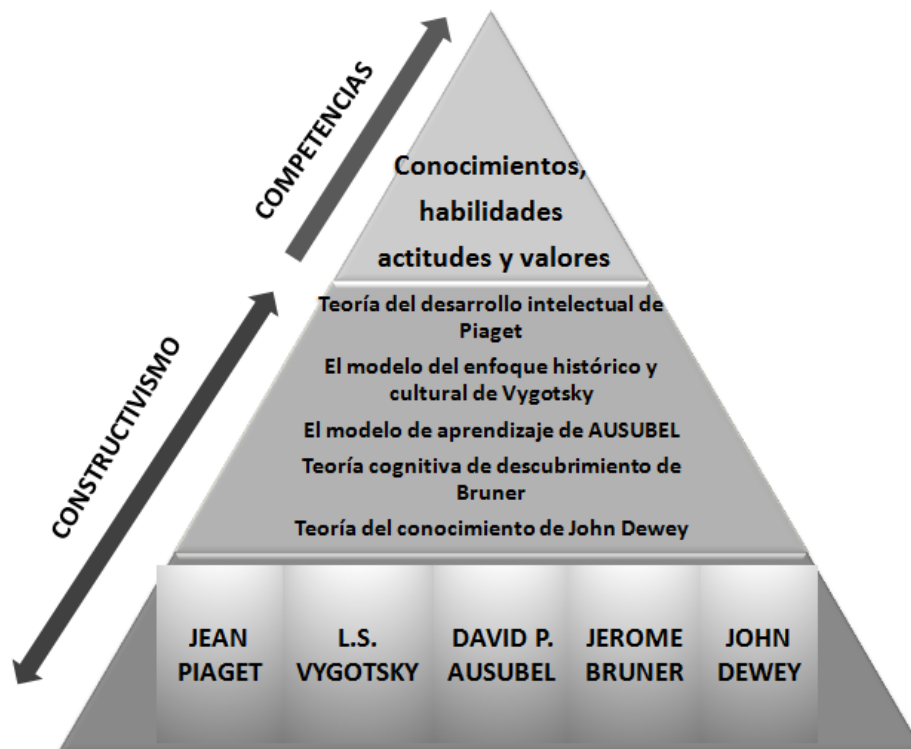 COMPETENCIAS
Conocimientos,
habilidades
actitudes y valores
CONSTRUCTIVISMO
Teoría del desarrollo intelectual de
Piaget
El modelo del enfoque histórico y
cultural de Vygotsky
El modelo de aprendizaje de AUSUBEL
Teoría cognitiva de descubrimiento de
Bruner
Teoría del conocimiento de John Dewey
JEAN
PIAGET
L.S.
VYGOTSKY
DAVID P.
AUSUBEL
JEROME
BRUNER
JOHN
DEWEY